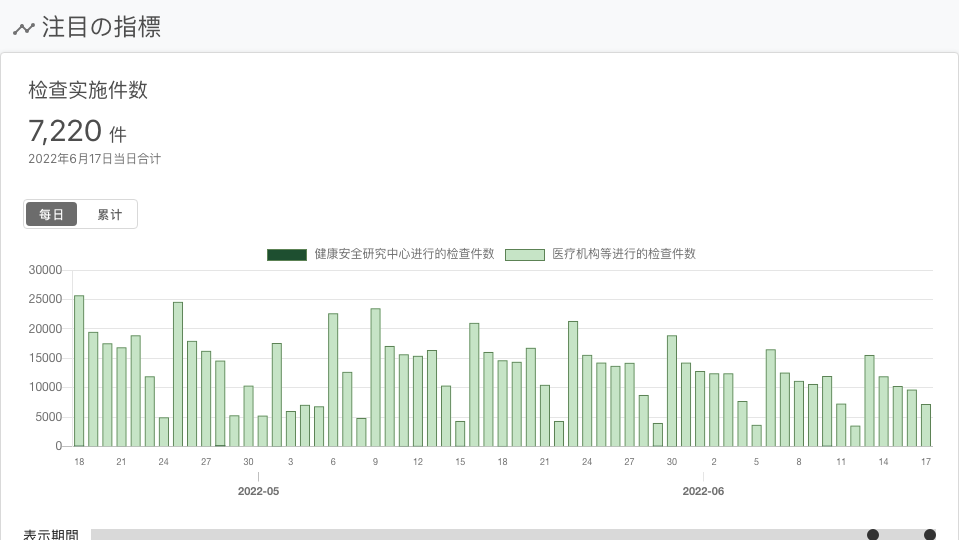 注目の指標
检查实施件数
7,220 件
2022年6月17日当日合计
每日 累计
健康安全研究中心进行的检查件数 医疗机构等进行的检查件数
30000
25000
20000
15000
10000
5000
0
18 21 24 27 30 3 6 9 12 15 18 21 24 27 30 2 5 8 11 14 17
2022-05 2022-06
表示期間